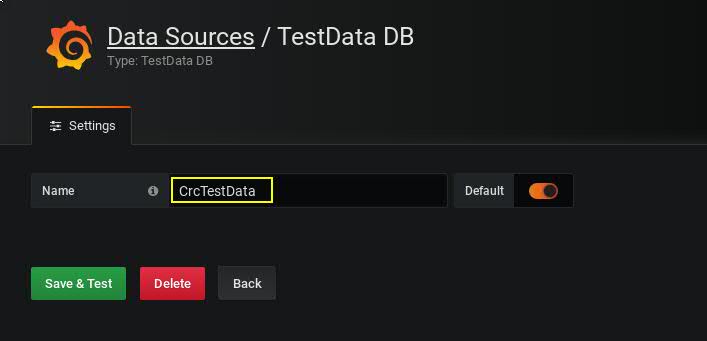 Data Sources / TestData DB
Type: TestData DB
Settings
Name CrcTestData Default
Save & Test Delete Back